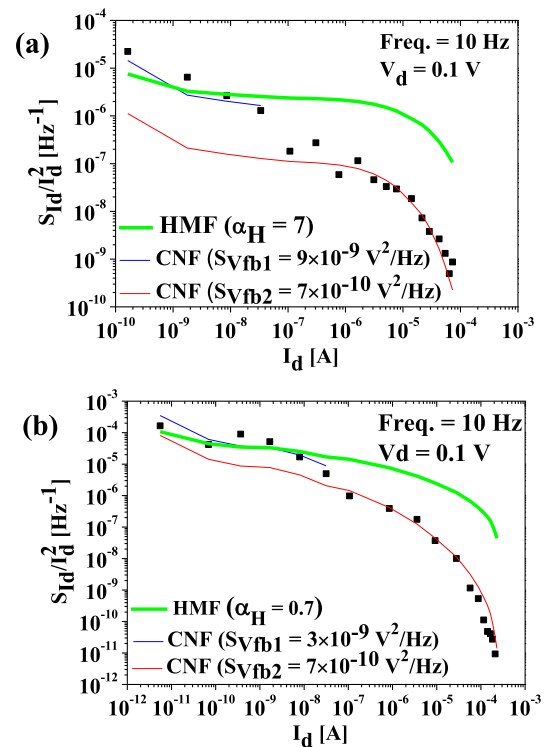 (a)
Freq. = 10 Hz
V_d = 0.1 V
S_Id/I_d^2 [Hz^-1]
10^-4
10^-5
10^-6
10^-7
10^-8
10^-9
10^-10
HMF (α_H = 7)
CNF (S_Vfb1 = 9×10^-9 V^2/Hz)
CNF (S_Vfb2 = 7×10^-10 V^2/Hz)
10^-10 10^-9 10^-8 10^-7 10^-6 10^-5 10^-4 10^-3
I_d [A]
(b)
Freq. = 10 Hz
Vd = 0.1 V
S_Id/I_d^2 [Hz^-1]
10^-3
10^-4
10^-5
10^-6
10^-7
10^-8
10^-9
10^-10
10^-11
10^-12
HMF (α_H = 0.7)
CNF (S_Vfb1 = 3×10^-9 V^2/Hz)
CNF (S_Vfb2 = 7×10^-10 V^2/Hz)
10^-12 10^-11 10^-10 10^-9 10^-8 10^-7 10^-6 10^-5 10^-4 10^-3
I_d [A]